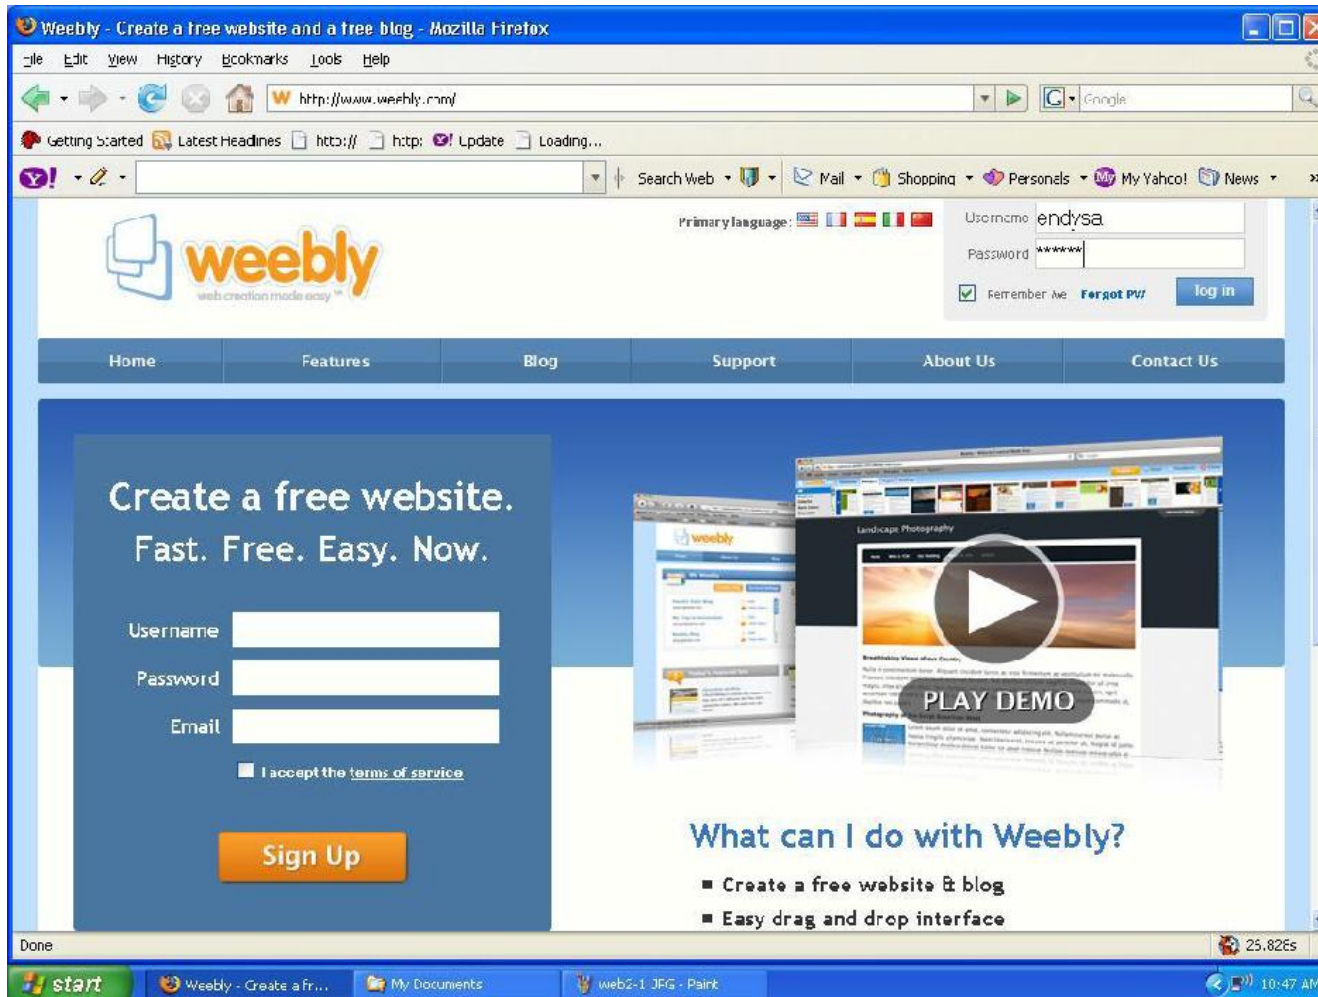 Weebly - Create a free website and a free blog - Mozilla Firefox
File Edit View History Bookmarks Tools Help
http://www.weebly.com/ Google
Getting Started Latest Headlines http:// http: Update Loading...
Search Web Mail Shopping Personals My Yahoo! News
Primary language: Username endysa
weebly
web creation made easy ™
Password ******
Remember Me Forgot PW log in
Home Features Blog Support About Us Contact Us
Create a free website.
Fast. Free. Easy. Now.
Username
Password
Email
I accept the terms of service
Sign Up
weebly
Landscape Photography
PLAY DEMO
What can I do with Weebly?
Create a free website & blog
Easy drag and drop interface
Done 25.828s
start Weebly - Create a fr... My Documents web2-1 JPG - Paint 10:47 AM